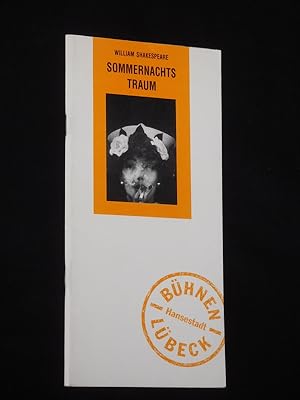 WILLIAM SHAKESPEARE
SOMMERNACHTS
TRAUM
BÜHNEN
Hansestadt
LÜBECK